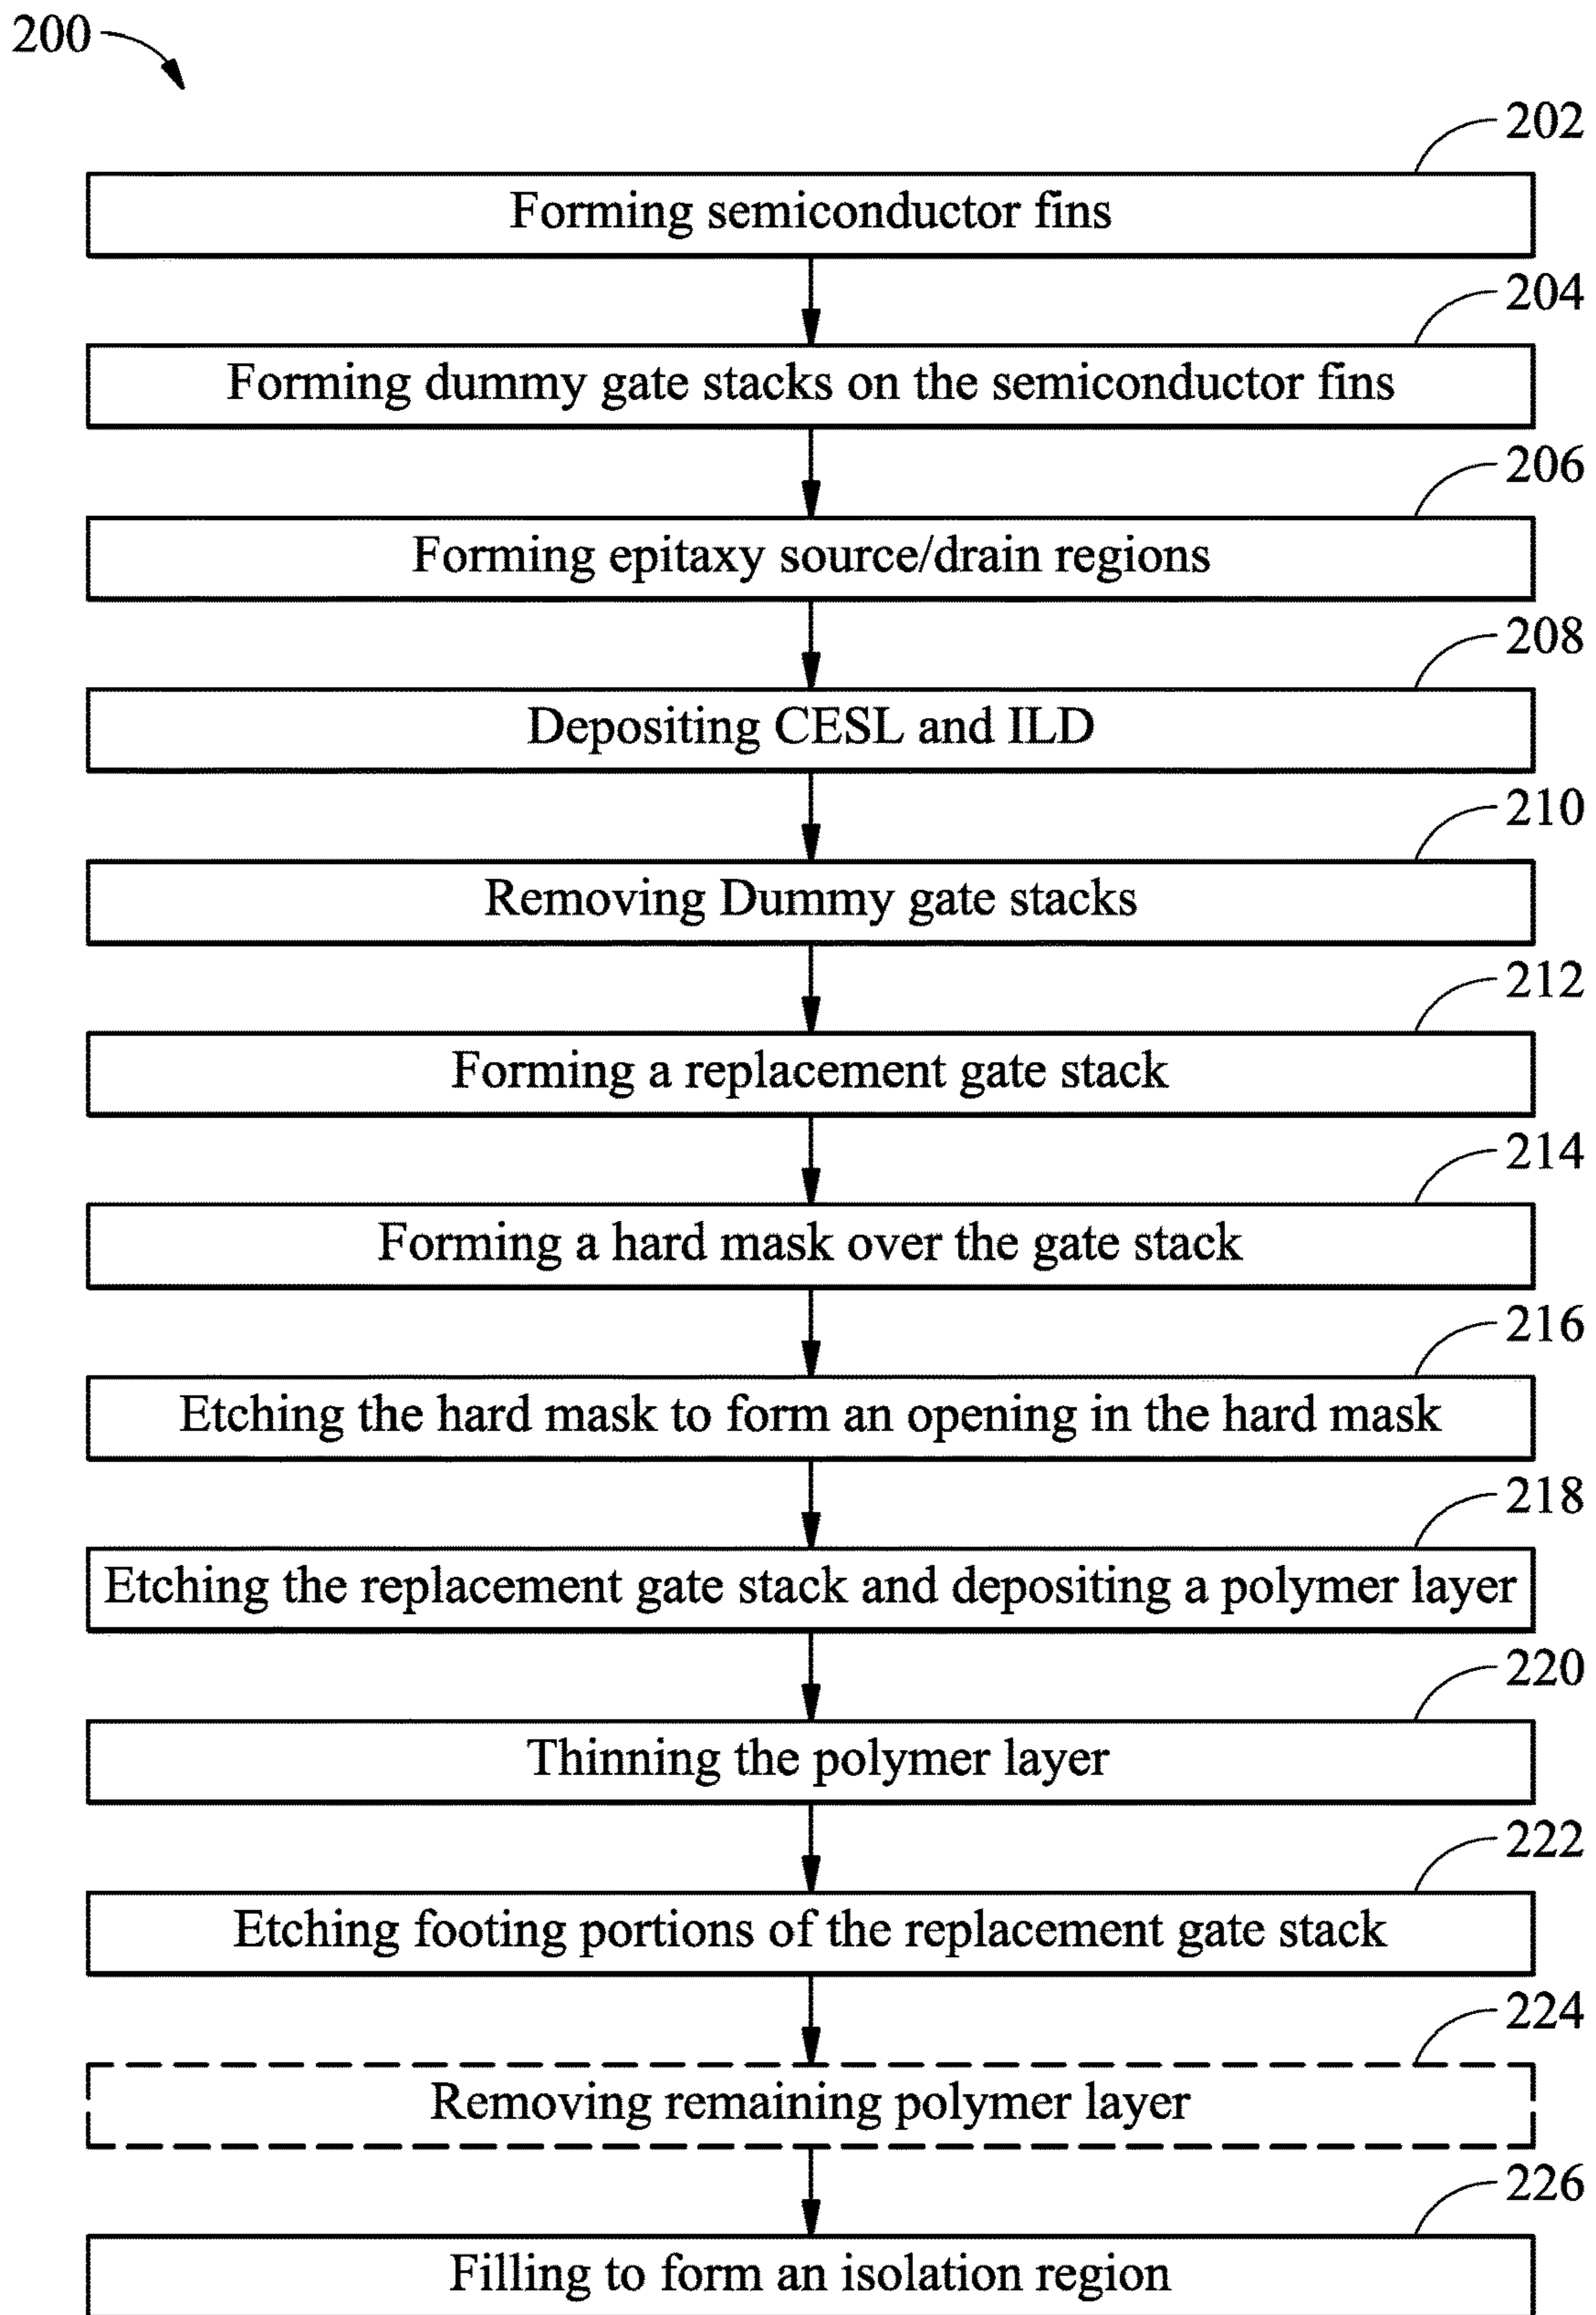 200
202
Forming semiconductor fins
204
Forming dummy gate stacks on the semiconductor fins
206
Forming epitaxy source/drain regions
208
Depositing CESL and ILD
210
Removing Dummy gate stacks
212
Forming a replacement gate stack
214
Forming a hard mask over the gate stack
216
Etching the hard mask to form an opening in the hard mask
218
Etching the replacement gate stack and depositing a polymer layer
220
Thinning the polymer layer
222
Etching footing portions of the replacement gate stack
224
Removing remaining polymer layer
226
Filling to form an isolation region